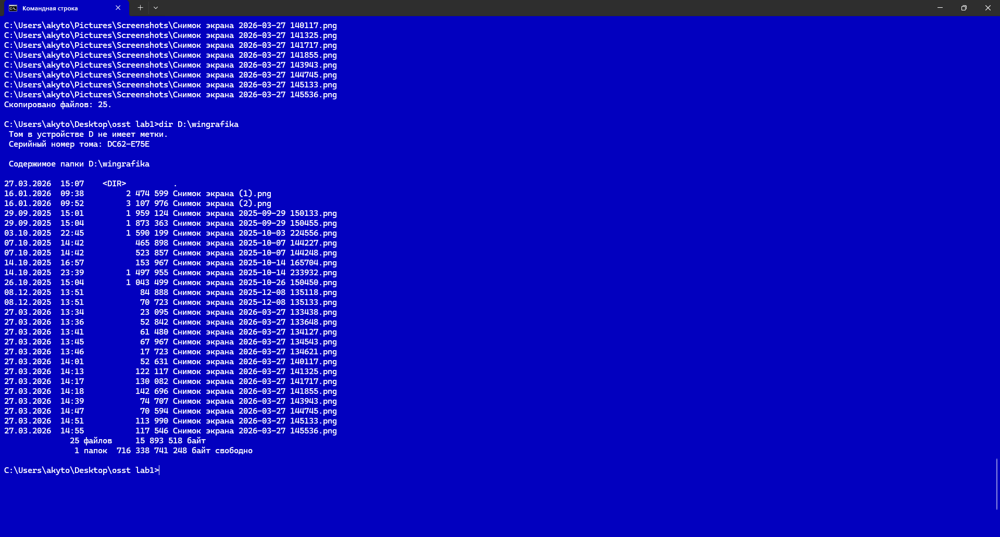 Командная строка
C:\Users\akyto\Pictures\Screenshots\Снимок экрана 2026-03-27 140117.png
C:\Users\akyto\Pictures\Screenshots\Снимок экрана 2026-03-27 141325.png
C:\Users\akyto\Pictures\Screenshots\Снимок экрана 2026-03-27 141717.png
C:\Users\akyto\Pictures\Screenshots\Снимок экрана 2026-03-27 141855.png
C:\Users\akyto\Pictures\Screenshots\Снимок экрана 2026-03-27 143943.png
C:\Users\akyto\Pictures\Screenshots\Снимок экрана 2026-03-27 144745.png
C:\Users\akyto\Pictures\Screenshots\Снимок экрана 2026-03-27 145133.png
C:\Users\akyto\Pictures\Screenshots\Снимок экрана 2026-03-27 145536.png
Скопировано файлов: 25.
C:\Users\akyto\Desktop\osst lab1>dir D:\wingrafika
Том в устройстве D не имеет метки.
Серийный номер тома: DC62-E75E
Содержимое папки D:\wingrafika
27.03.2026  15:07    <DIR>          .
16.01.2026  09:38         2 474 599 Снимок экрана (1).png
16.01.2026  09:52         3 107 976 Снимок экрана (2).png
29.09.2025  15:01         1 959 124 Снимок экрана 2025-09-29 150133.png
29.09.2025  15:04         1 873 363 Снимок экрана 2025-09-29 150455.png
03.10.2025  22:45         1 590 199 Снимок экрана 2025-10-03 224556.png
07.10.2025  14:42           465 898 Снимок экрана 2025-10-07 144227.png
07.10.2025  14:42           523 857 Снимок экрана 2025-10-07 144248.png
14.10.2025  16:57           153 967 Снимок экрана 2025-10-14 165704.png
14.10.2025  23:39         1 497 955 Снимок экрана 2025-10-14 233932.png
26.10.2025  15:04         1 043 499 Снимок экрана 2025-10-26 150450.png
08.12.2025  13:51            84 888 Снимок экрана 2025-12-08 135118.png
08.12.2025  13:51            70 723 Снимок экрана 2025-12-08 135133.png
27.03.2026  13:34            23 095 Снимок экрана 2026-03-27 133438.png
27.03.2026  13:36            52 842 Снимок экрана 2026-03-27 133648.png
27.03.2026  13:41            61 480 Снимок экрана 2026-03-27 134127.png
27.03.2026  13:45            67 967 Снимок экрана 2026-03-27 134543.png
27.03.2026  13:46            17 723 Снимок экрана 2026-03-27 134621.png
27.03.2026  14:01            52 631 Снимок экрана 2026-03-27 140117.png
27.03.2026  14:13           122 117 Снимок экрана 2026-03-27 141325.png
27.03.2026  14:17           130 082 Снимок экрана 2026-03-27 141717.png
27.03.2026  14:18           142 696 Снимок экрана 2026-03-27 141855.png
27.03.2026  14:39            74 707 Снимок экрана 2026-03-27 143943.png
27.03.2026  14:47            70 594 Снимок экрана 2026-03-27 144745.png
27.03.2026  14:51           113 990 Снимок экрана 2026-03-27 145133.png
27.03.2026  14:55           117 546 Снимок экрана 2026-03-27 145536.png
25 файлов     15 893 518 байт
1 папок  716 338 741 248 байт свободно
C:\Users\akyto\Desktop\osst lab1>